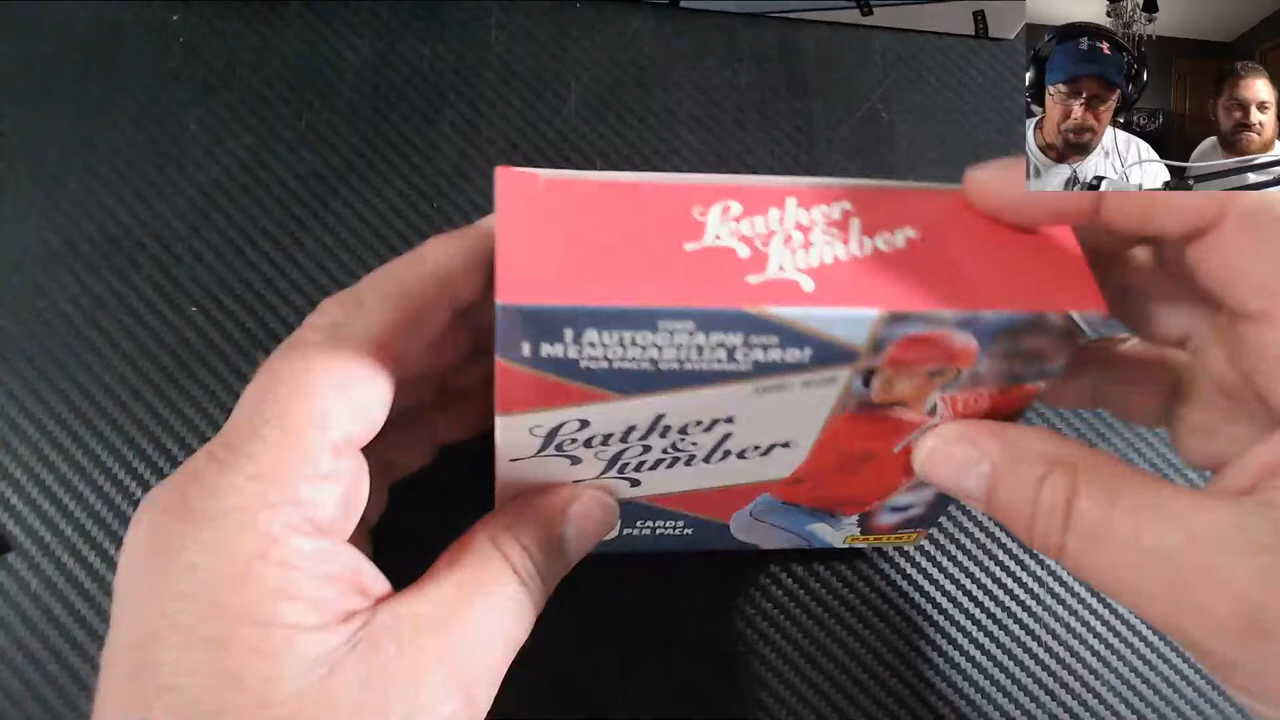 Leather
&
Lumber
1 AUTOGRAPH AND
1 MEMORABILIA CARD!
PER PACK, ON AVERAGE!
Leather
&
Lumber
CARDS
PER PACK
PANINI